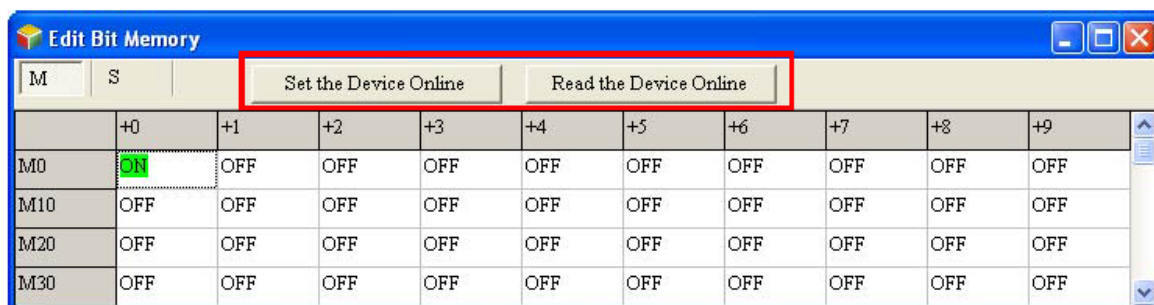 Edit Bit Memory
M S Set the Device Online Read the Device Online
+0 +1 +2 +3 +4 +5 +6 +7 +8 +9
M0 ON OFF OFF OFF OFF OFF OFF OFF OFF OFF
M10 OFF OFF OFF OFF OFF OFF OFF OFF OFF OFF
M20 OFF OFF OFF OFF OFF OFF OFF OFF OFF OFF
M30 OFF OFF OFF OFF OFF OFF OFF OFF OFF OFF